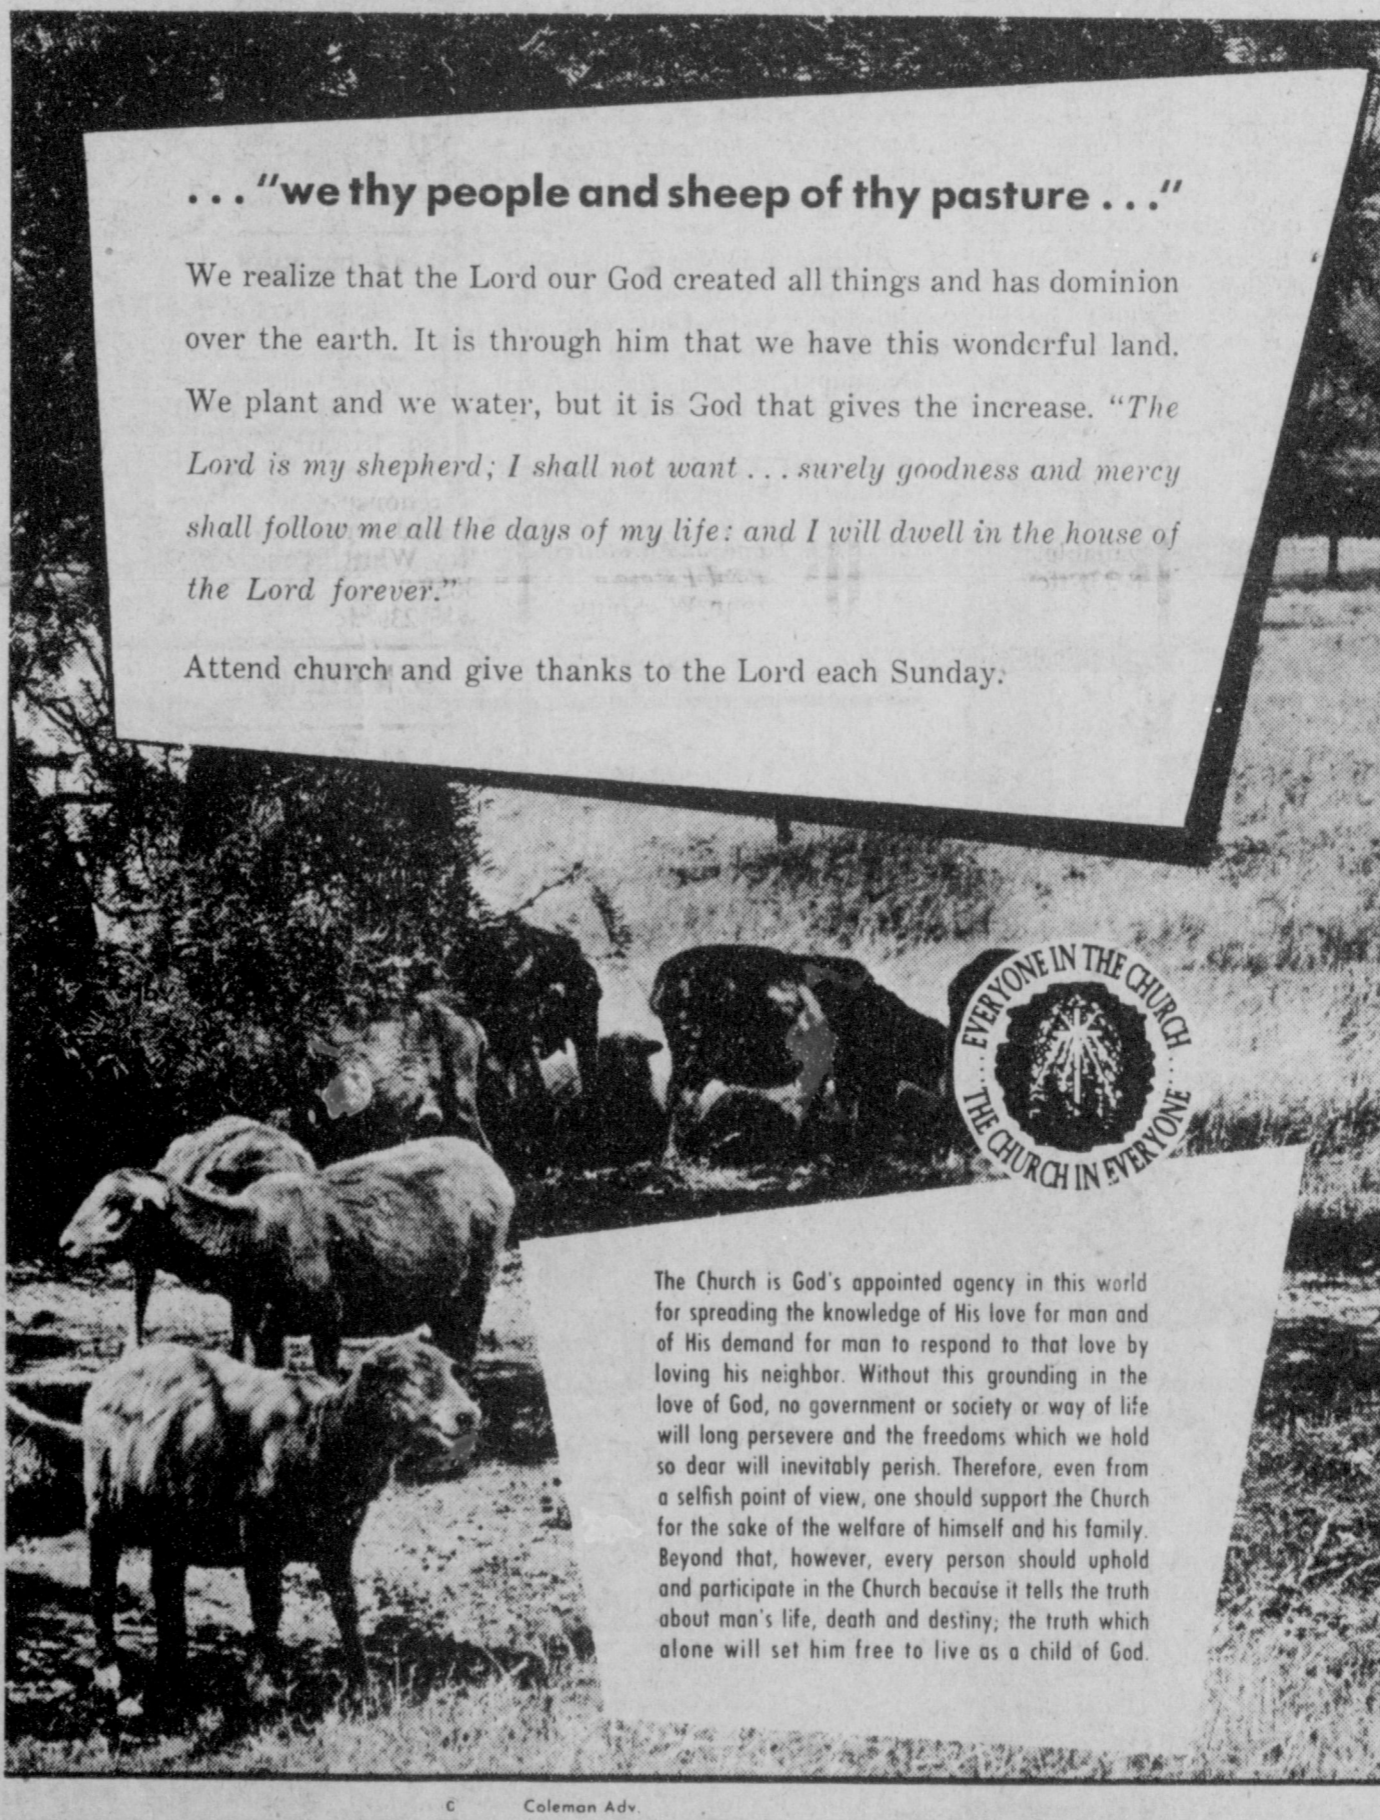 . . . "we thy people and sheep of thy pasture . . ."
We realize that the Lord our God created all things and has dominion
over the earth. It is through him that we have this wonderful land.
We plant and we water, but it is God that gives the increase. "The
Lord is my shepherd; I shall not want . . . surely goodness and mercy
shall follow me all the days of my life: and I will dwell in the house of
the Lord forever."
Attend church and give thanks to the Lord each Sunday.
EVERYONE IN THE CHURCH . . . .
THE CHURCH IN EVERYONE . . . .
The Church is God's appointed agency in this world
for spreading the knowledge of His love for man and
of His demand for man to respond to that love by
loving his neighbor. Without this grounding in the
love of God, no government or society or way of life
will long persevere and the freedoms which we hold
so dear will inevitably perish. Therefore, even from
a selfish point of view, one should support the Church
for the sake of the welfare of himself and his family.
Beyond that, however, every person should uphold
and participate in the Church because it tells the truth
about man's life, death and destiny; the truth which
alone will set him free to live as a child of God.
C Coleman Adv.